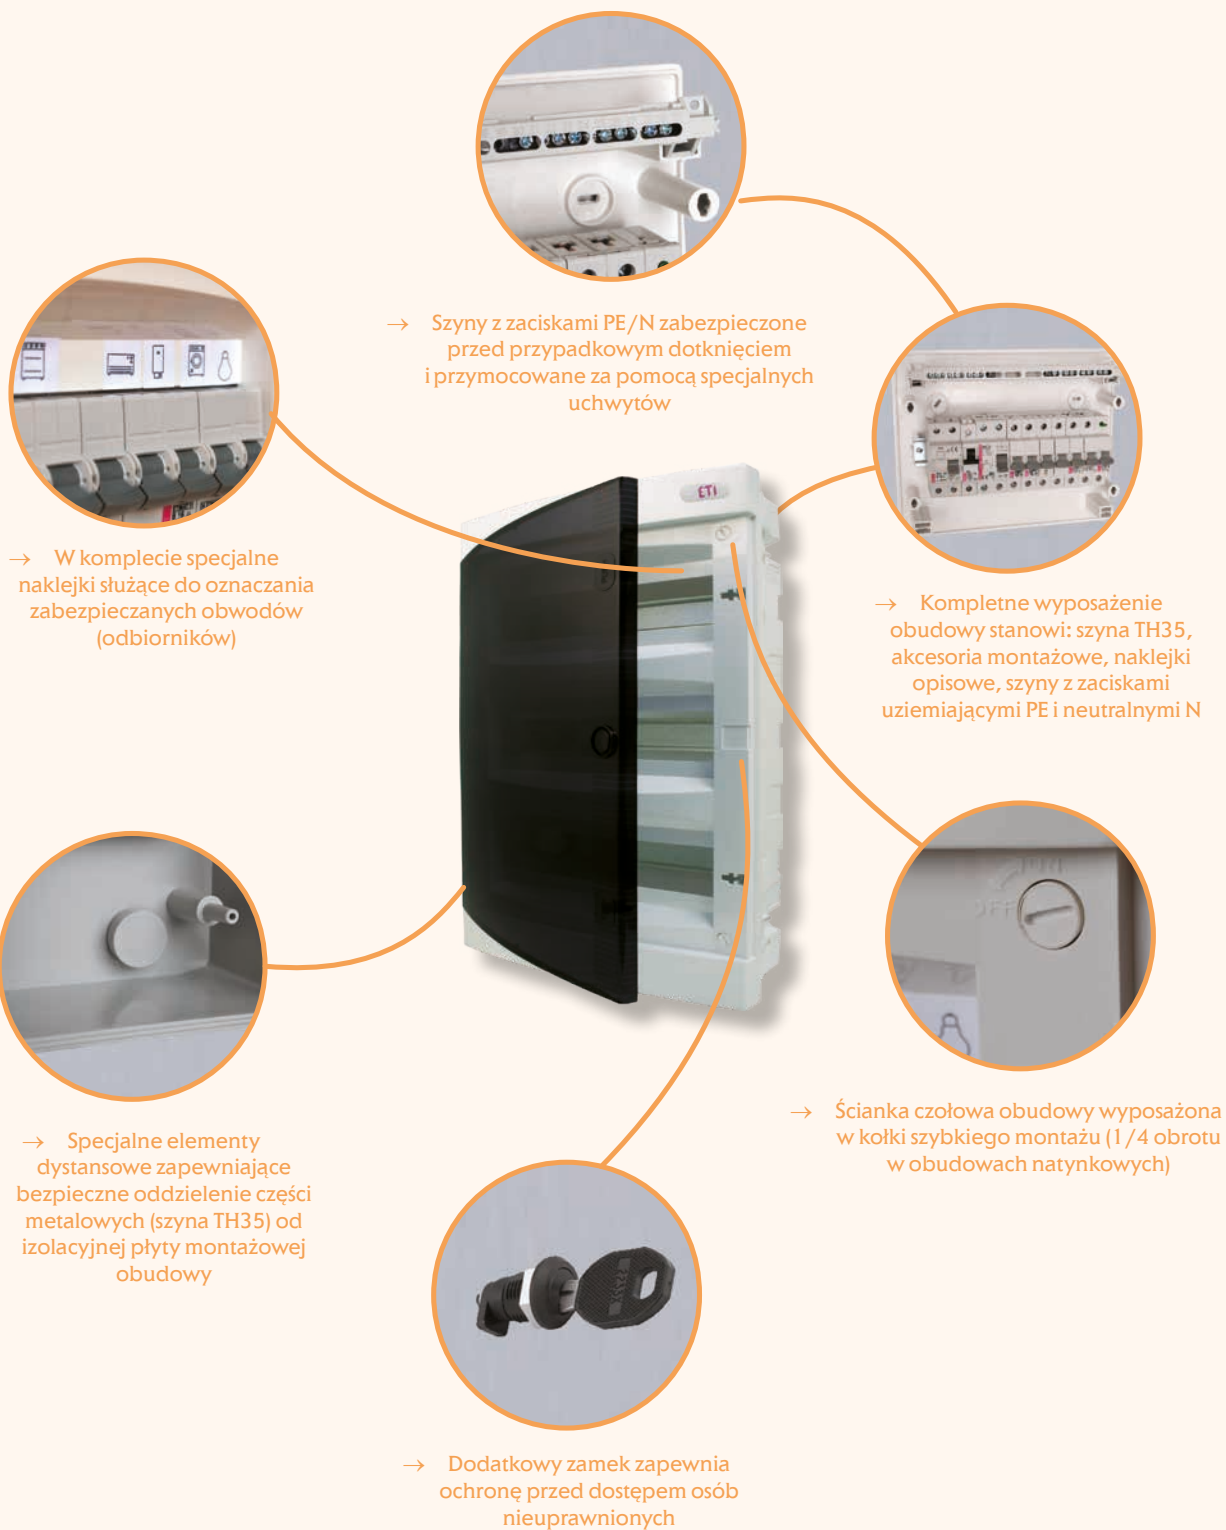 → Szyny z zaciskami PE/N zabezpieczone
przed przypadkowym dotknięciem
i przymocowane za pomocą specjalnych
uchwytów
→ W komplecie specjalne
naklejki służące do oznaczania
zabezpieczanych obwodów
(odbiorników)
ETI
→ Kompletne wyposażenie
obudowy stanowi: szyna TH35,
akcesoria montażowe, naklejki
opisowe, szyny z zaciskami
uziemiającymi PE i neutralnymi N
OFF
→ Specjalne elementy
dystansowe zapewniające
bezpieczne oddzielenie części
metalowych (szyna TH35) od
izolacyjnej płyty montażowej
obudowy
→ Ścianka czołowa obudowy wyposażona
w kołki szybkiego montażu (1/4 obrotu
w obudowach natynkowych)
→ Dodatkowy zamek zapewnia
ochronę przed dostępem osób
nieuprawnionych